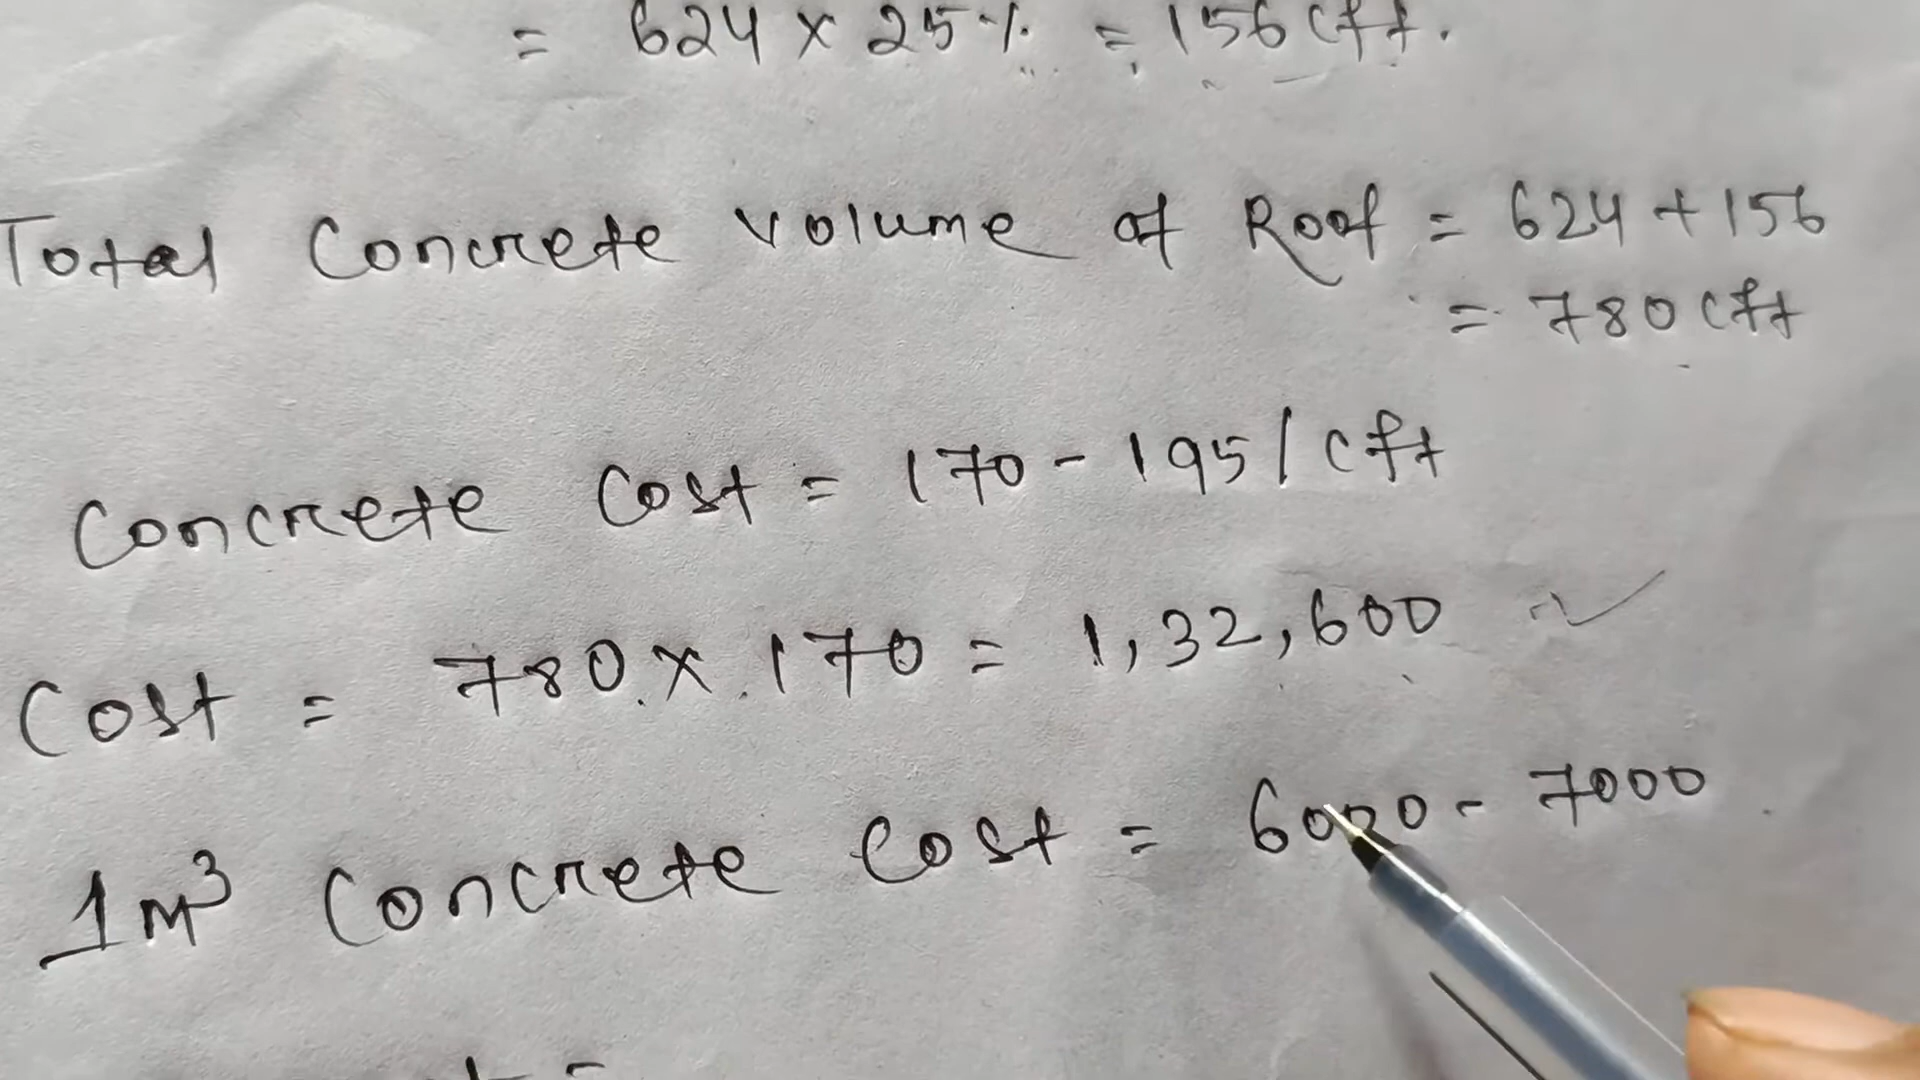 = 624 × 25% = 156 cft.
Total Concrete volume of Roof = 624 + 156
= 780 cft
Concrete Cost = 170 - 195 / cft
Cost = 780 × 170 = 1,32,600
1m³ Concrete Cost = 6000 - 7000